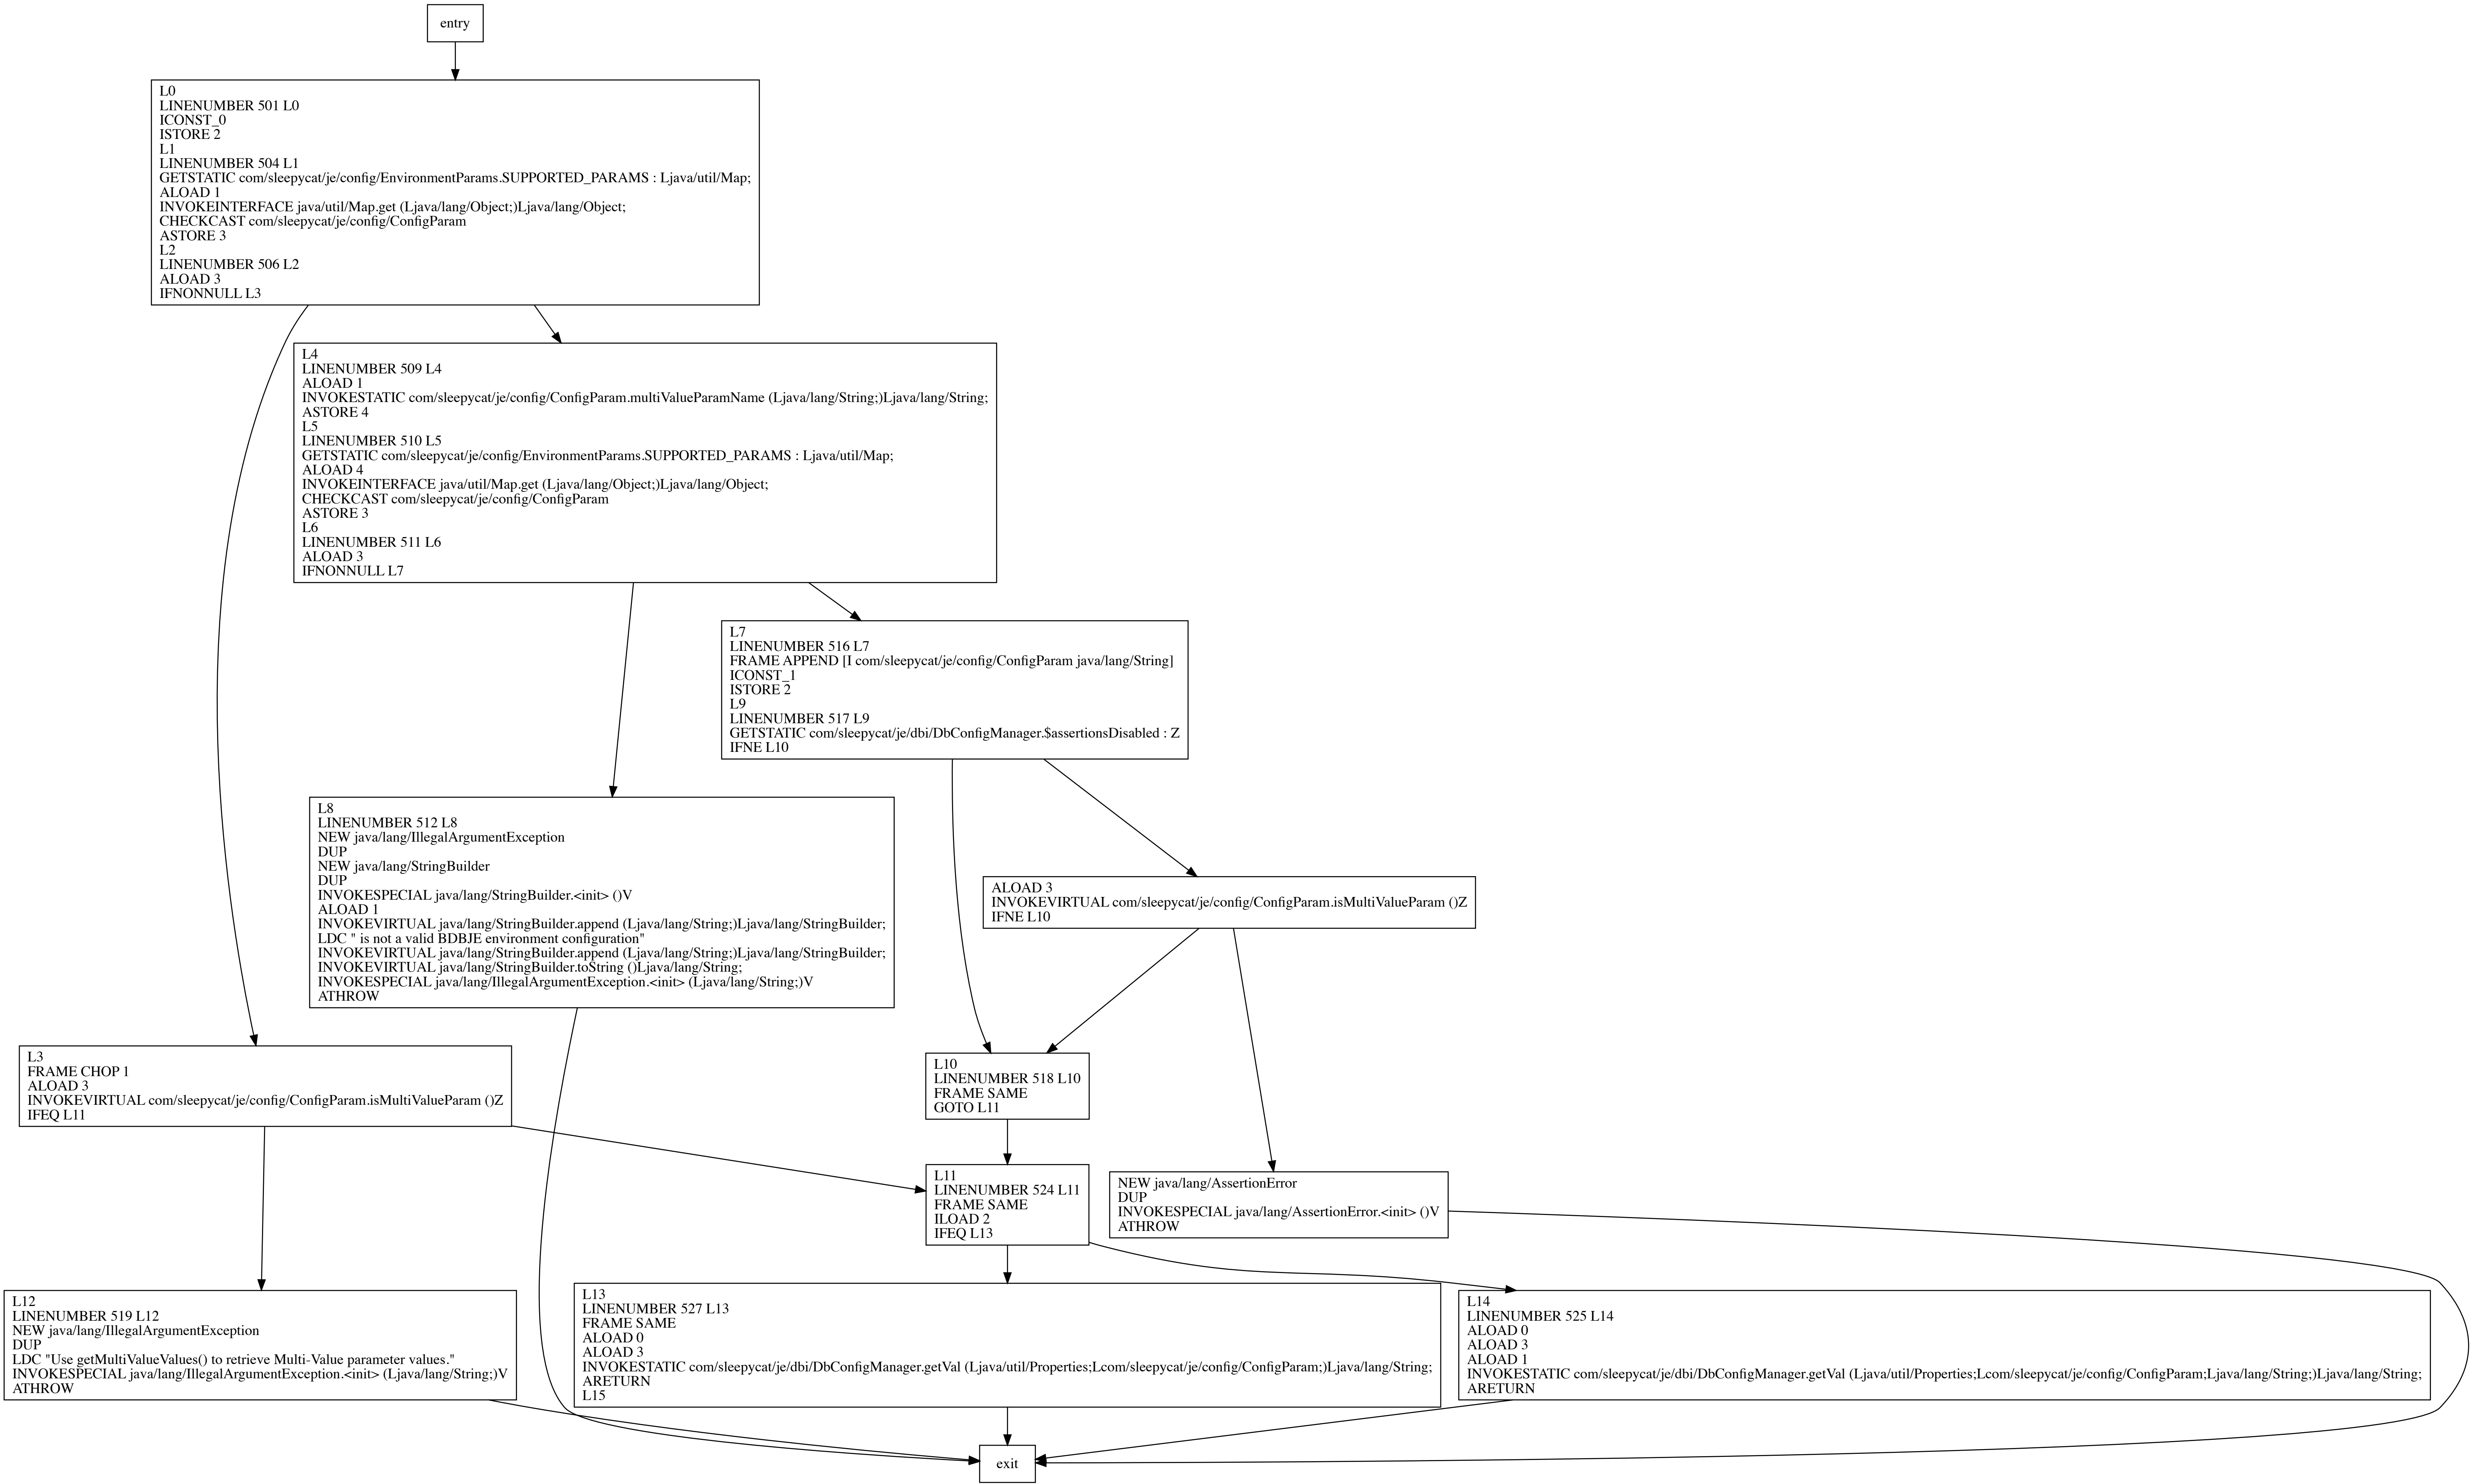 entry
L0
LINENUMBER 501 L0
ICONST_0
ISTORE 2
L1
LINENUMBER 504 L1
GETSTATIC com/sleepycat/je/config/EnvironmentParams.SUPPORTED_PARAMS : Ljava/util/Map;
ALOAD 1
INVOKEINTERFACE java/util/Map.get (Ljava/lang/Object;)Ljava/lang/Object;
CHECKCAST com/sleepycat/je/config/ConfigParam
ASTORE 3
L2
LINENUMBER 506 L2
ALOAD 3
IFNONNULL L3
L4
LINENUMBER 509 L4
ALOAD 1
INVOKESTATIC com/sleepycat/je/config/ConfigParam.multiValueParamName (Ljava/lang/String;)Ljava/lang/String;
ASTORE 4
L5
LINENUMBER 510 L5
GETSTATIC com/sleepycat/je/config/EnvironmentParams.SUPPORTED_PARAMS : Ljava/util/Map;
ALOAD 4
INVOKEINTERFACE java/util/Map.get (Ljava/lang/Object;)Ljava/lang/Object;
CHECKCAST com/sleepycat/je/config/ConfigParam
ASTORE 3
L6
LINENUMBER 511 L6
ALOAD 3
IFNONNULL L7
L7
LINENUMBER 516 L7
FRAME APPEND [I com/sleepycat/je/config/ConfigParam java/lang/String]
ICONST_1
ISTORE 2
L9
LINENUMBER 517 L9
GETSTATIC com/sleepycat/je/dbi/DbConfigManager.$assertionsDisabled : Z
IFNE L10
L8
LINENUMBER 512 L8
NEW java/lang/IllegalArgumentException
DUP
NEW java/lang/StringBuilder
DUP
INVOKESPECIAL java/lang/StringBuilder.<init> ()V
ALOAD 1
INVOKEVIRTUAL java/lang/StringBuilder.append (Ljava/lang/String;)Ljava/lang/StringBuilder;
LDC " is not a valid BDBJE environment configuration"
INVOKEVIRTUAL java/lang/StringBuilder.append (Ljava/lang/String;)Ljava/lang/StringBuilder;
INVOKEVIRTUAL java/lang/StringBuilder.toString ()Ljava/lang/String;
INVOKESPECIAL java/lang/IllegalArgumentException.<init> (Ljava/lang/String;)V
ATHROW
ALOAD 3
INVOKEVIRTUAL com/sleepycat/je/config/ConfigParam.isMultiValueParam ()Z
IFNE L10
L3
FRAME CHOP 1
ALOAD 3
INVOKEVIRTUAL com/sleepycat/je/config/ConfigParam.isMultiValueParam ()Z
IFEQ L11
L10
LINENUMBER 518 L10
FRAME SAME
GOTO L11
L11
LINENUMBER 524 L11
FRAME SAME
ILOAD 2
IFEQ L13
NEW java/lang/AssertionError
DUP
INVOKESPECIAL java/lang/AssertionError.<init> ()V
ATHROW
L12
LINENUMBER 519 L12
NEW java/lang/IllegalArgumentException
DUP
LDC "Use getMultiValueValues() to retrieve Multi-Value parameter values."
INVOKESPECIAL java/lang/IllegalArgumentException.<init> (Ljava/lang/String;)V
ATHROW
L13
LINENUMBER 527 L13
FRAME SAME
ALOAD 0
ALOAD 3
INVOKESTATIC com/sleepycat/je/dbi/DbConfigManager.getVal (Ljava/util/Properties;Lcom/sleepycat/je/config/ConfigParam;)Ljava/lang/String;
ARETURN
L15
L14
LINENUMBER 525 L14
ALOAD 0
ALOAD 3
ALOAD 1
INVOKESTATIC com/sleepycat/je/dbi/DbConfigManager.getVal (Ljava/util/Properties;Lcom/sleepycat/je/config/ConfigParam;Ljava/lang/String;)Ljava/lang/String;
ARETURN
exit